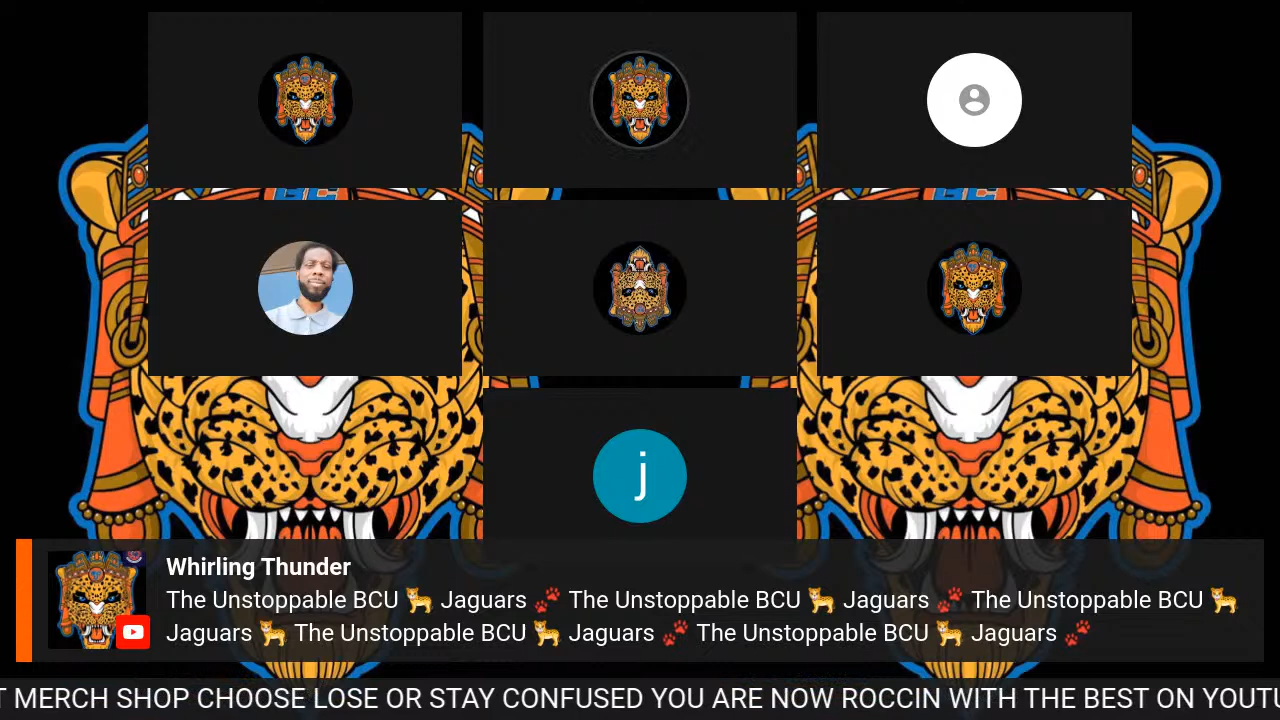 j
Whirling Thunder
The Unstoppable BCU 🐆 Jaguars 🐾 The Unstoppable BCU 🐆 Jaguars 🐾 The Unstoppable BCU 🐆
Jaguars 🐆 The Unstoppable BCU 🐆 Jaguars 🐾 The Unstoppable BCU 🐆 Jaguars 🐾
T MERCH SHOP CHOOSE LOSE OR STAY CONFUSED YOU ARE NOW ROCCIN WITH THE BEST ON YOUTU